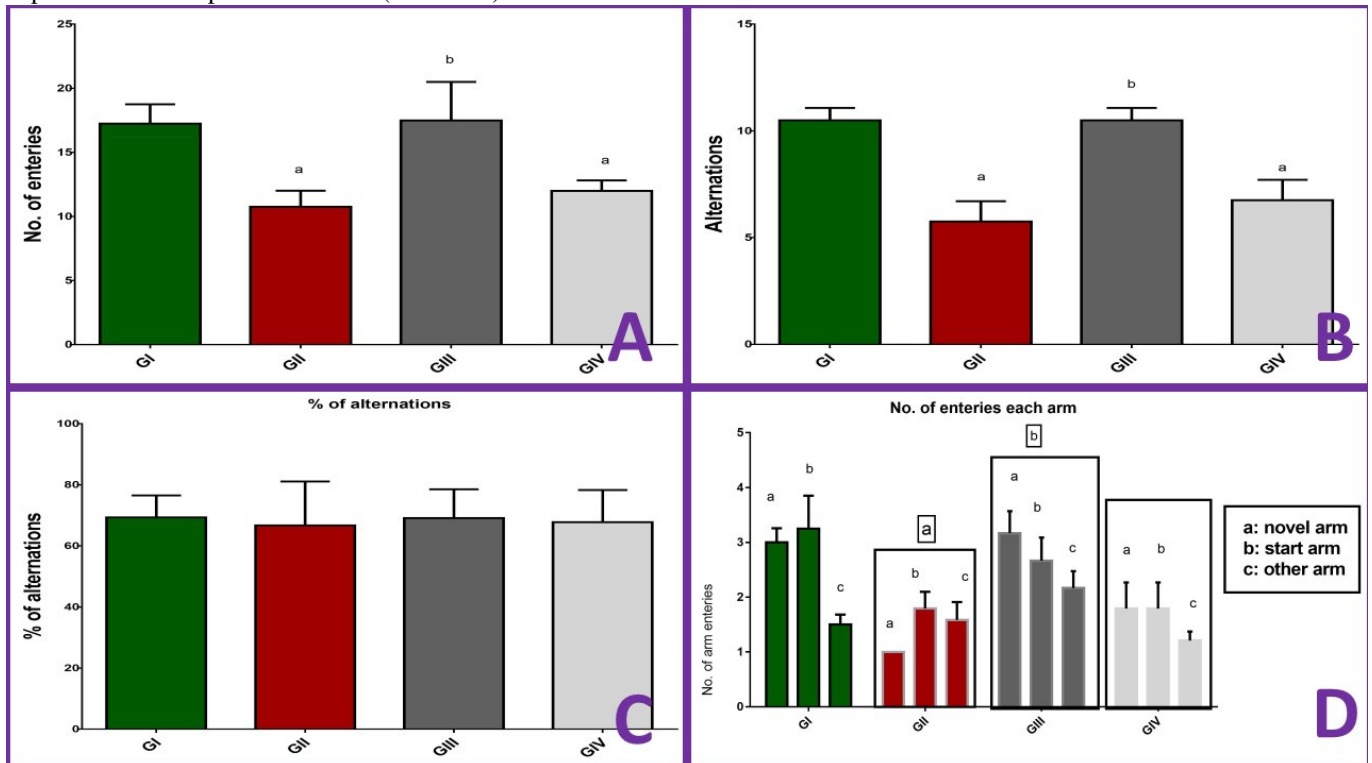 25
20
15
10
5
0
No. of enteries
a
b
a
GI
GII
GIII
GIV
A
15
10
5
0
Alternations
a
b
a
GI
GII
GIII
GIV
B
% of alternations
100
80
60
40
20
0
% of alternations
GI
GII
GIII
GIV
C
No. of enteries each arm
5
4
3
2
1
0
No. of arm enteries
a
b
c
a
a
b
c
b
a
b
c
a
b
c
GI
GII
GIII
GIV
a: novel arm
b: start arm
c: other arm
D